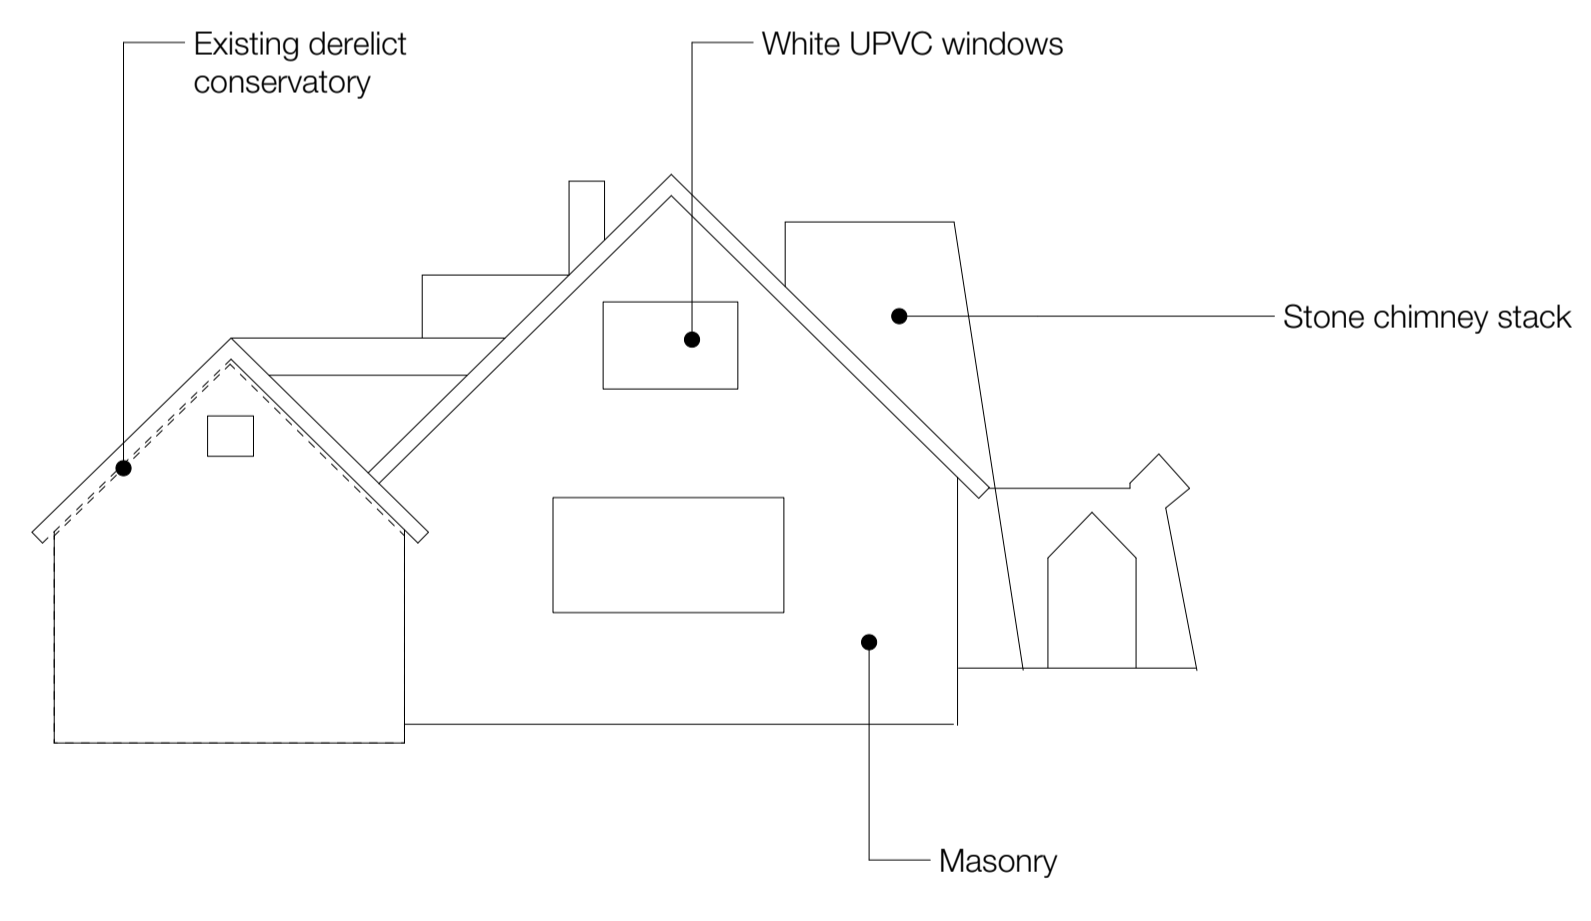 Existing derelict
conservatory
White UPVC windows
Stone chimney stack
Masonry